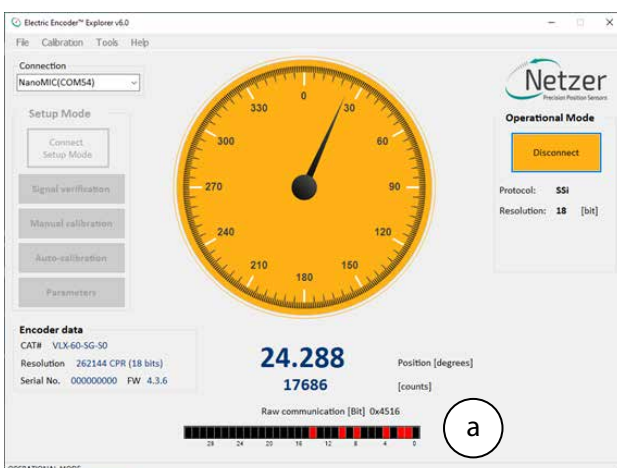 Electric Encoder™ Explorer v6.0
File Calibration Tools Help
Connection
NanoMIC(COM54)
Setup Mode
Connect
Setup Mode
Signal verification
Manual calibration
Auto-calibration
Parameters
0
30
60
90
120
150
180
210
240
270
300
330
Netzer
Precision Position Sensors
Operational Mode
Disconnect
Protocol: SSi
Resolution: 18 [bit]
Encoder data
CAT# VLX-60-SG-S0
Resolution 262144 CPR (18 bits)
Serial No. 000000000 FW 4.3.6
24.288 Position [degrees]
17686 [counts]
Raw communication [Bit] 0x4516
28 24 20 16 12 8 4 0
a
OPERATIONAL MODE